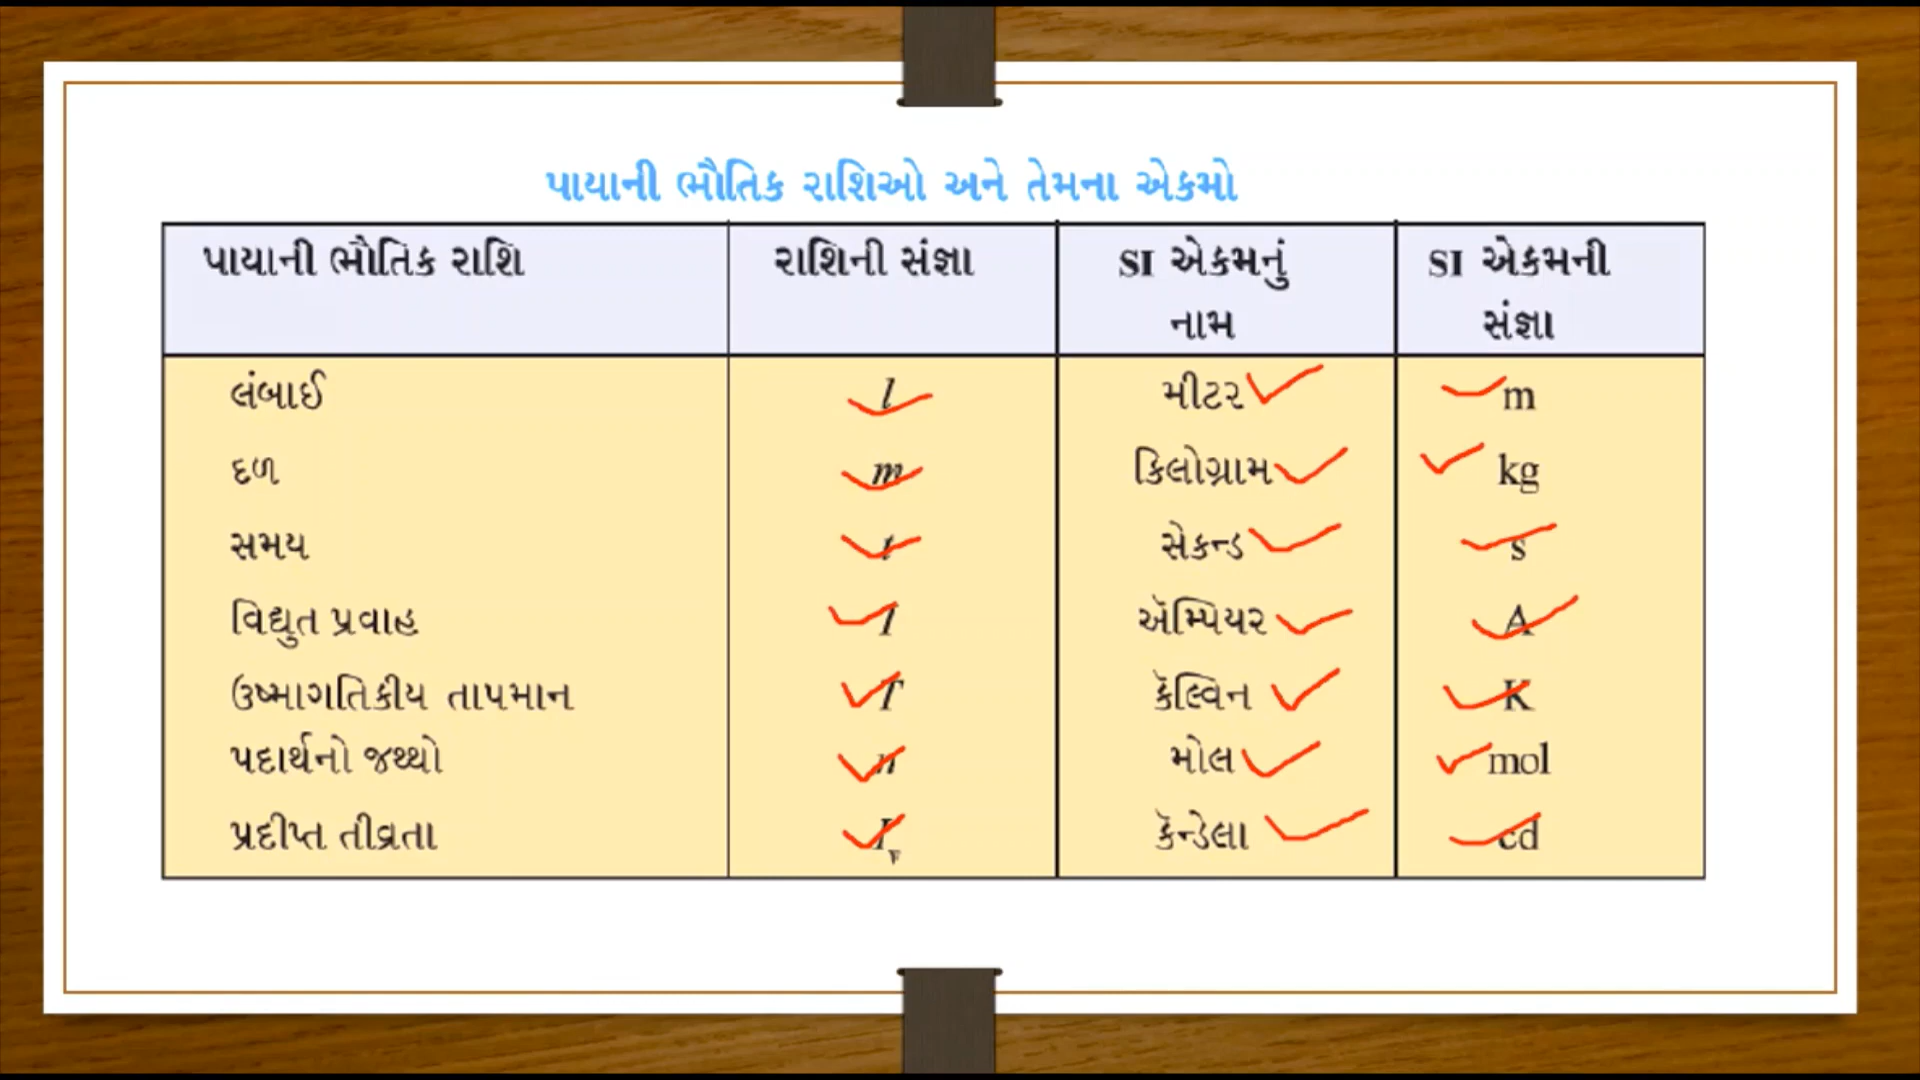 પાયાની ભૌતિક રાશિઓ અને તેમના એકમો
પાયાની ભૌતિક રાશિ રાશિની સંજ્ઞા SI એકમનું નામ SI એકમની સંજ્ઞા
લંબાઈ l મીટર m
દળ m કિલોગ્રામ kg
સમય t સેકન્ડ s
વિદ્યુત પ્રવાહ I ઍમ્પિયર A
ઉષ્માગતિકીય તાપમાન T કૅલ્વિન K
પદાર્થનો જથ્થો n મોલ mol
પ્રદીપ્ત તીવ્રતા Iv કૅન્ડેલા cd